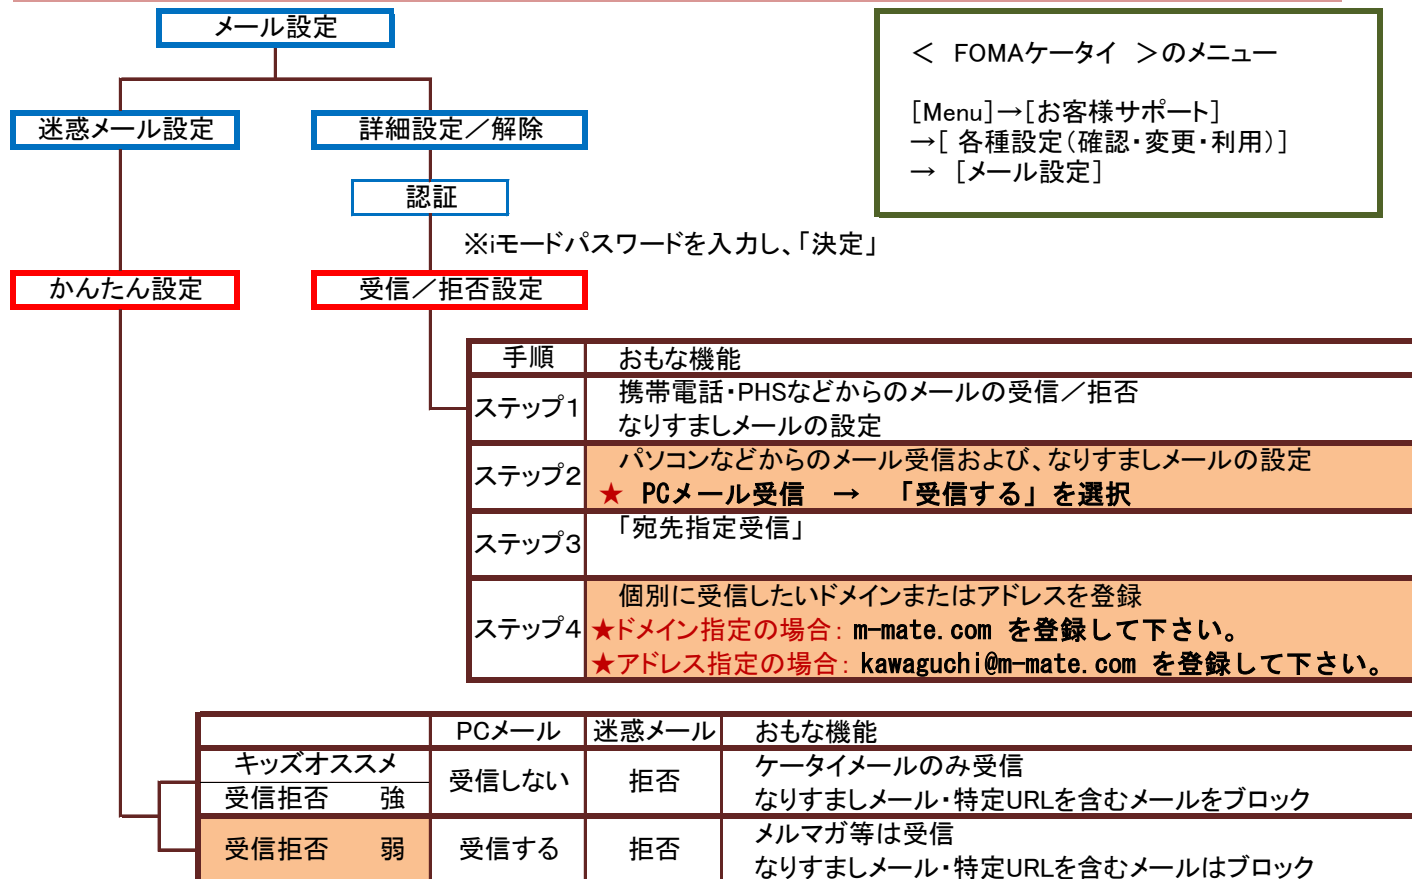 メール設定
＜ FOMAケータイ ＞のメニュー
[Menu]→[お客様サポート]
→[ 各種設定(確認・変更・利用)]
→ [メール設定]
迷惑メール設定
詳細設定／解除
認証
※iモードパスワードを入力し、「決定」
かんたん設定
受信／拒否設定
手順 おもな機能
ステップ1
携帯電話・PHSなどからのメールの受信／拒否
なりすましメールの設定
ステップ2
パソコンなどからのメール受信および、なりすましメールの設定
★ PCメール受信 → 「受信する」を選択
ステップ3
「宛先指定受信」
ステップ4
個別に受信したいドメインまたはアドレスを登録
★ドメイン指定の場合: m-mate.com を登録して下さい。
★アドレス指定の場合: kawaguchi@m-mate.com を登録して下さい。
PCメール 迷惑メール おもな機能
キッズオススメ
受信拒否 強
受信しない 拒否
ケータイメールのみ受信
なりすましメール・特定URLを含むメールをブロック
受信拒否 弱
受信する 拒否
メルマガ等は受信
なりすましメール・特定URLを含むメールはブロック